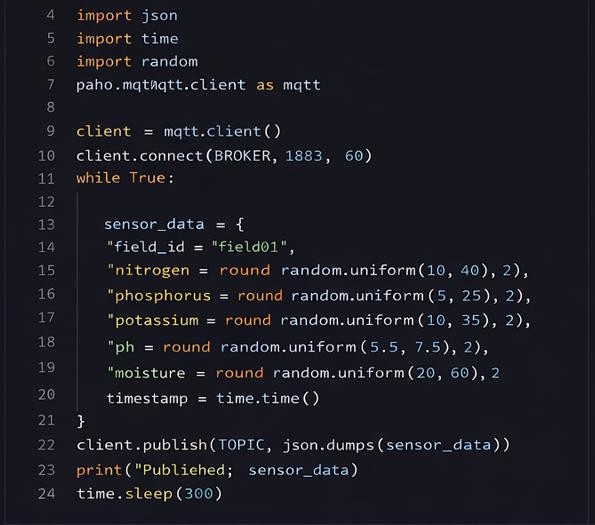 4 import json
5 import time
6 import random
7 paho.mqtMqtt.client as mqtt
8
9 client = mqtt.client()
10 client.connect(BROKER, 1883, 60)
11 while True:
12
13 sensor_data = {
14 "field_id = "field01",
15 "nitrogen = round random.uniform(10, 40), 2),
16 "phosphorus = round random.uniform(5, 25), 2),
17 "potassium = round random.uniform(10, 35), 2),
18 "ph = round random.uniform(5.5, 7.5), 2),
19 "moisture = round random.uniform(20, 60), 2
20 timestamp = time.time()
21 }
22 client.publish(TOPIC, json.dumps(sensor_data))
23 print("Publiehed; sensor_data)
24 time.sleep(300)